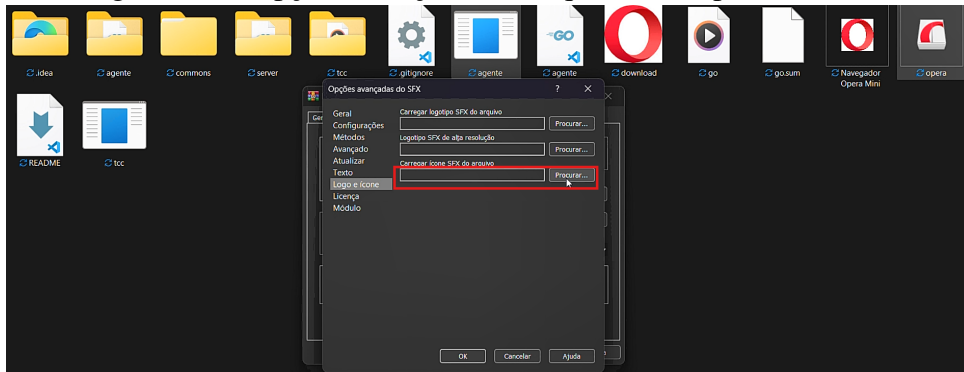 .idea
agente
commons
server
tcc
.gitignore
agente
agente
download
go
go.sum
Navegador
Opera Mini
opera
README
tcc
Opções avançadas do SFX
?
Geral
Configurações
Métodos
Avançado
Atualizar
Texto
Logo e ícone
Licença
Módulo
Carregar logotipo SFX do arquivo
Procurar...
Logotipo SFX de alta resolução
Procurar...
Carregar ícone SFX do arquivo
Procurar...
OK
Cancelar
Ajuda